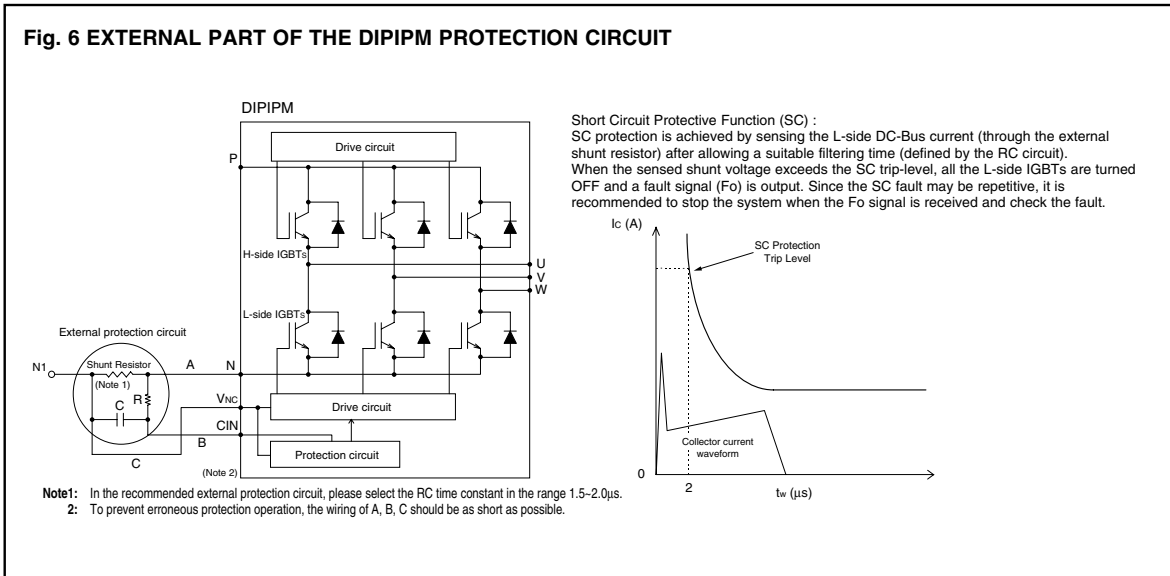 Fig. 6 EXTERNAL PART OF THE DIPIPM PROTECTION CIRCUIT
DIPIPM
Drive circuit
P
H-side IGBTs
U
V
W
L-side IGBTs
External protection circuit
N1
Shunt Resistor
(Note 1)
A
N
R
C
VNC
Drive circuit
CIN
B
Protection circuit
C
(Note 2)
Short Circuit Protective Function (SC) :
SC protection is achieved by sensing the L-side DC-Bus current (through the external
shunt resistor) after allowing a suitable filtering time (defined by the RC circuit).
When the sensed shunt voltage exceeds the SC trip-level, all the L-side IGBTs are turned
OFF and a fault signal (Fo) is output. Since the SC fault may be repetitive, it is
recommended to stop the system when the Fo signal is received and check the fault.
IC (A)
SC Protection
Trip Level
Collector current
waveform
0
2
tw (μs)
Note1: In the recommended external protection circuit, please select the RC time constant in the range 1.5~2.0μs.
2: To prevent erroneous protection operation, the wiring of A, B, C should be as short as possible.